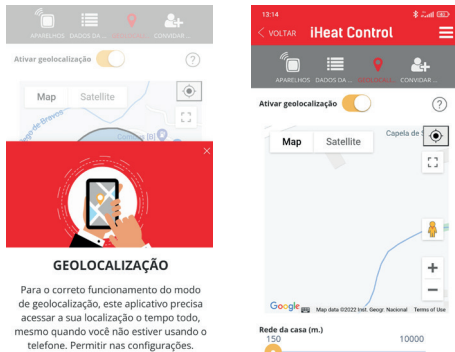 APARELHOS DADOS DA ... GEOLOCALI... CONVIDAR ...
Ativar geolocalização ?
Map Satellite
GEOLOCALIZAÇÃO
Para o correto funcionamento do modo
de geolocalização, este aplicativo precisa
acessar a sua localização o tempo todo,
mesmo quando você não estiver usando o
telefone. Permitir nas configurações.
13:14
< VOLTAR iHeat Control
APARELHOS DADOS DA ... CONVIDAR ...
Ativar geolocalização ?
Map Satellite
Capela de
+
−
Google Map data ©2022 Inst. Geogr. Nacional Terms of Use
Rede da casa (m.)
150 10000